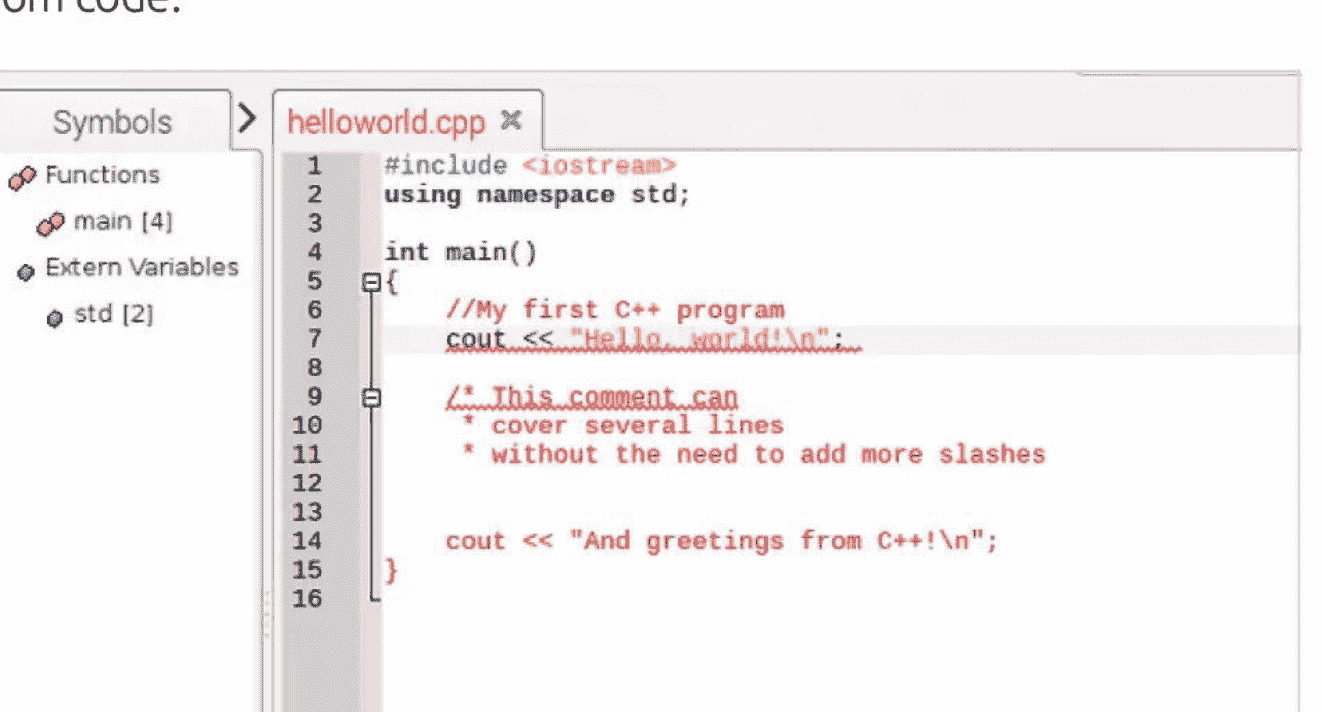 om code:
Symbols
helloworld.cpp
Functions
main [4]
Extern Variables
std [2]
1 #include <iostream>
2 using namespace std;
3
4 int main()
5 {
6 //My first C++ program
7 cout << "Hello, world!\n";
8
9 /* This comment can
10 * cover several lines
11 * without the need to add more slashes
12
13
14 cout << "And greetings from C++!\n";
15 }
16